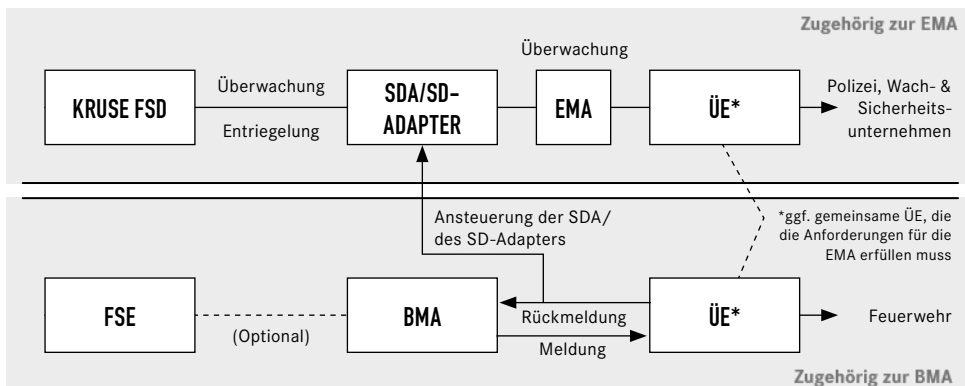 Zugehörig zur EMA
KRUSE FSD
Überwachung
Entriegelung
SDA/SD-
ADAPTER
Überwachung
EMA
ÜE*
Polizei, Wach- &
Sicherheits-
unternehmen
Ansteuerung der SDA/
des SD-Adapters
*ggf. gemeinsame ÜE, die
die Anforderungen für die
EMA erfüllen muss
FSE
(Optional)
BMA
Rückmeldung
Meldung
ÜE*
Feuerwehr
Zugehörig zur BMA